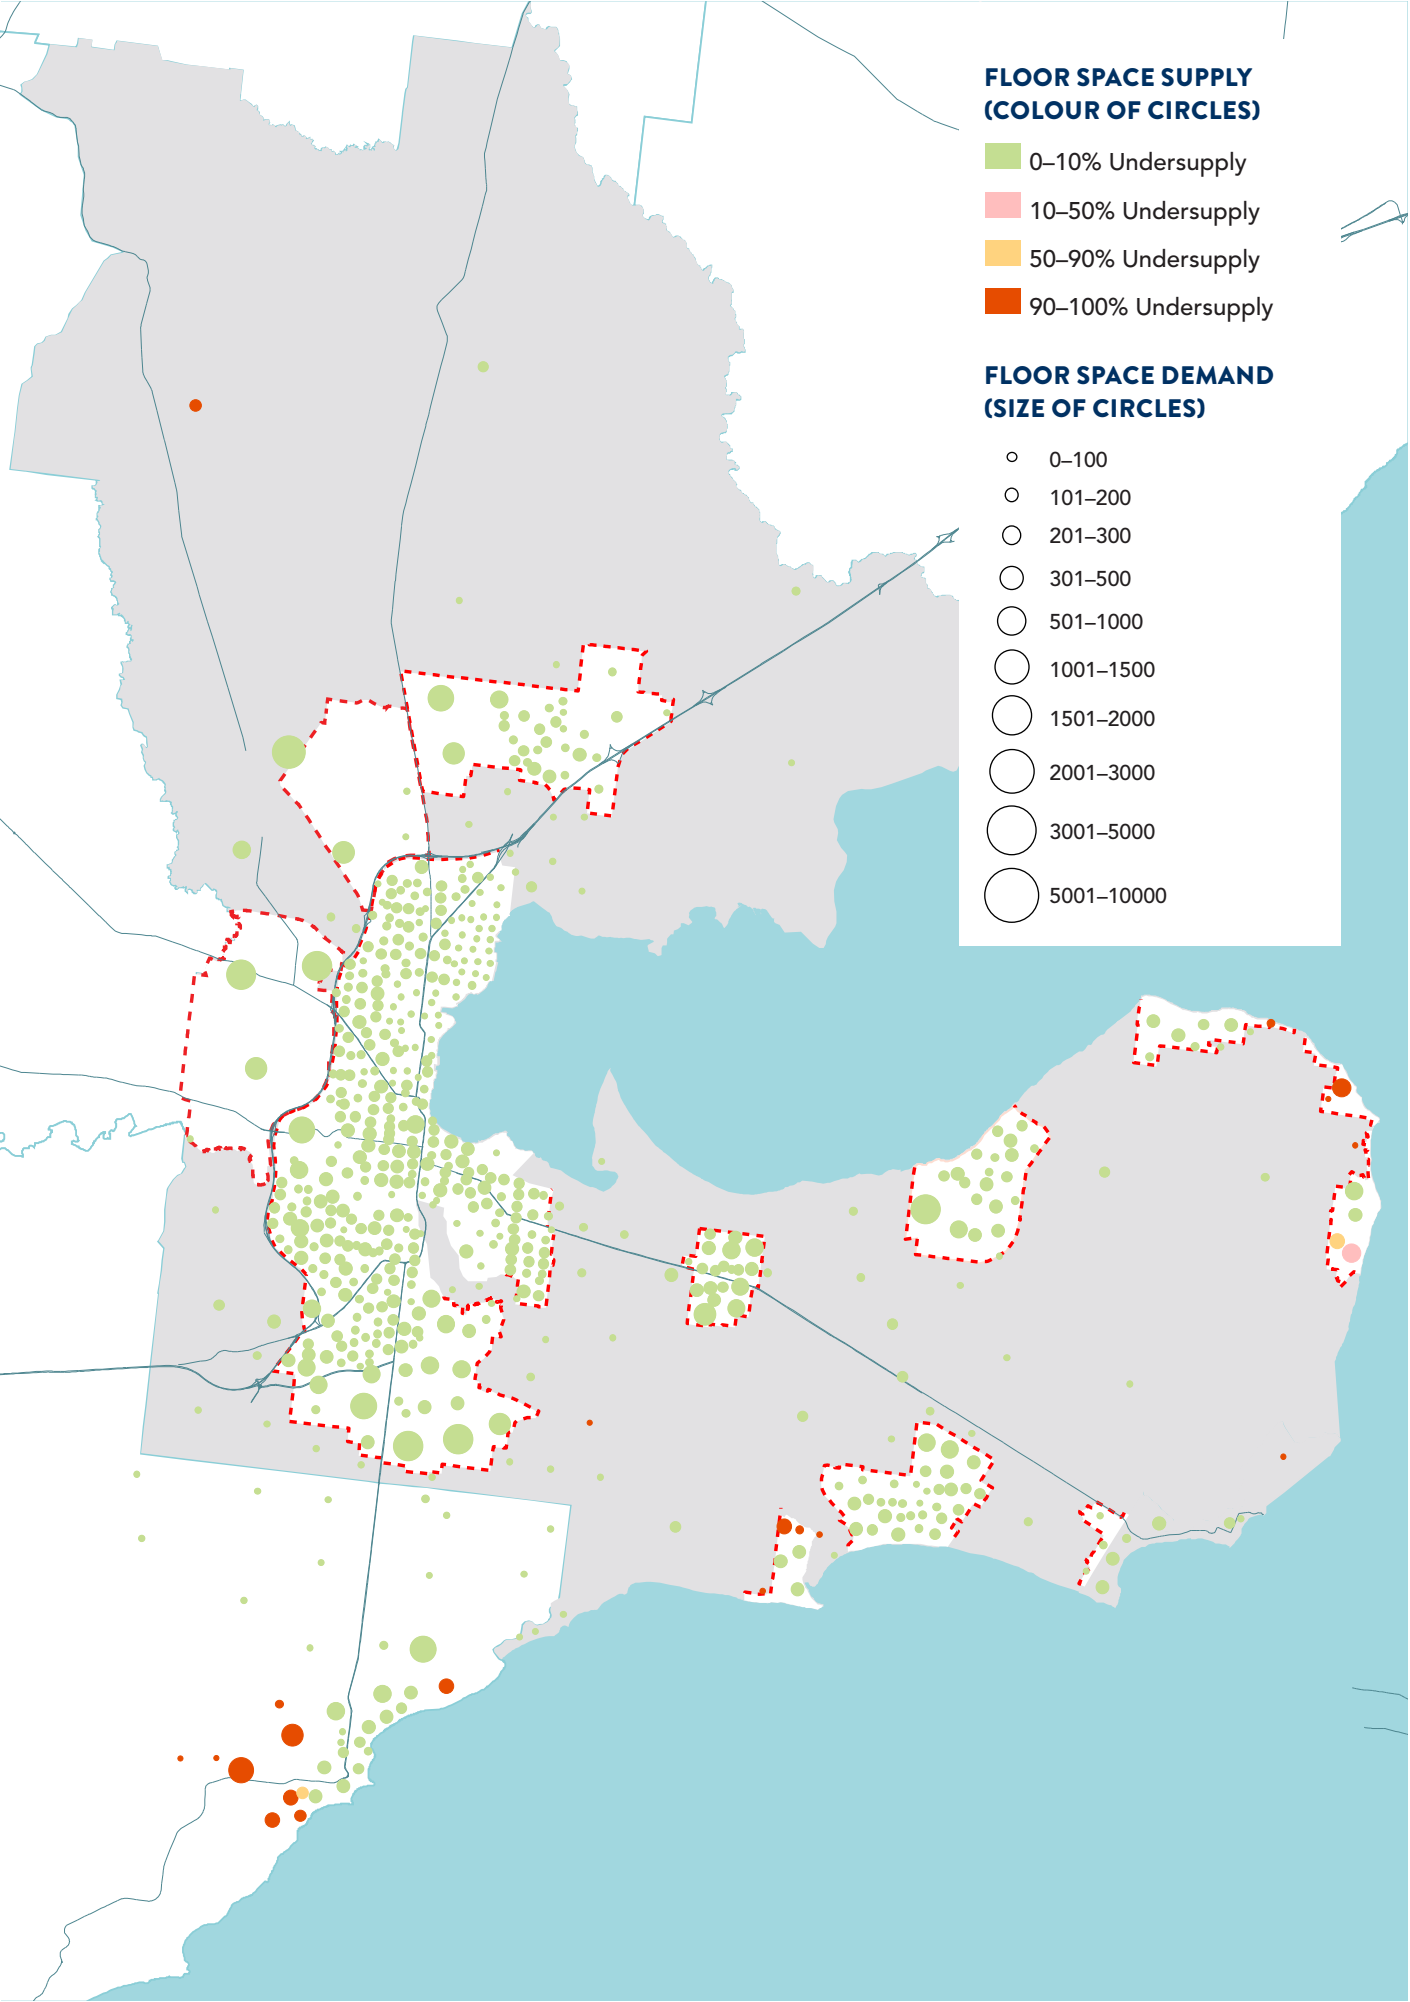 FLOOR SPACE SUPPLY
(COLOUR OF CIRCLES)
0–10% Undersupply
10–50% Undersupply
50–90% Undersupply
90–100% Undersupply
FLOOR SPACE DEMAND
(SIZE OF CIRCLES)
0–100
101–200
201–300
301–500
501–1000
1001–1500
1501–2000
2001–3000
3001–5000
5001–10000